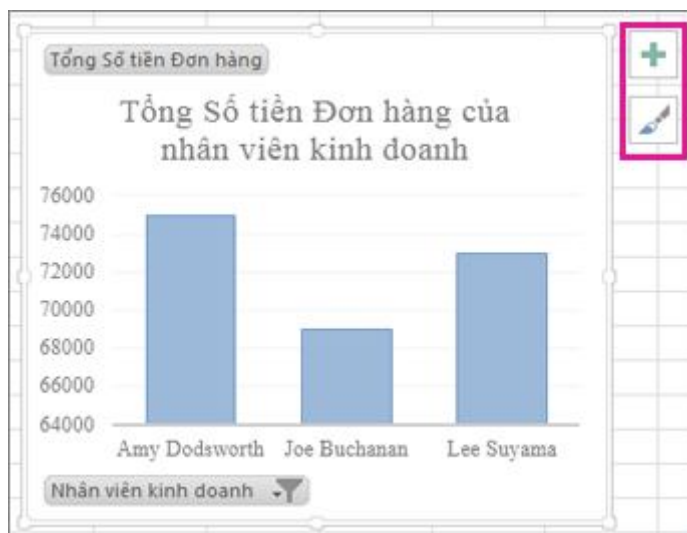 Tổng Số tiền Đơn hàng
Tổng Số tiền Đơn hàng của
nhân viên kinh doanh
76000
74000
72000
70000
68000
66000
64000
Amy Dodsworth Joe Buchanan Lee Suyama
Nhân viên kinh doanh